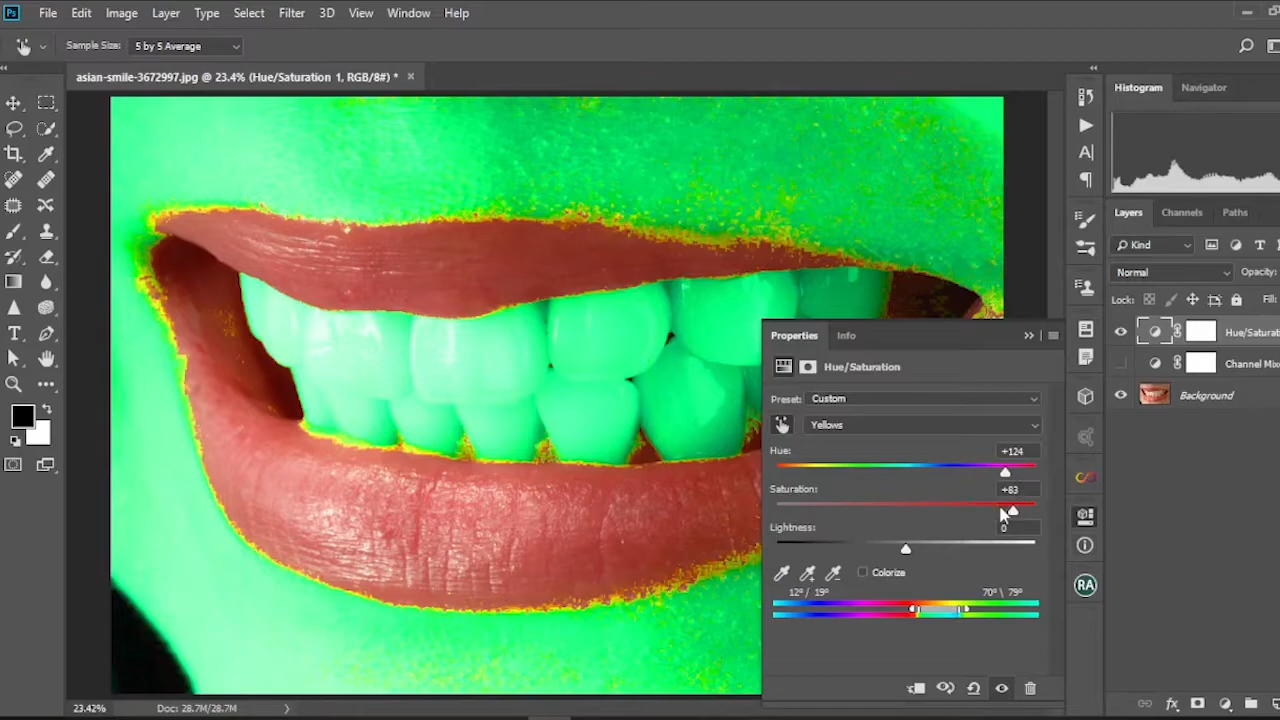 Ps File Edit Image Layer Type Select Filter 3D View Window Help
Sample Size: 5 by 5 Average
asian-smile-3672997.jpg @ 23.4% (Hue/Saturation 1, RGB/8#) * ×
Histogram Navigator
Layers Channels Paths
Kind
Normal Opacity:
Lock: Fill
Hue/Saturat
Channel Mix
Background
Properties Info
Hue/Saturation
Preset: Custom
Yellows
Hue: +124
Saturation: +83
Lightness: 0
Colorize
12°/ 19° 70°\ 79°
RA
fx
23.42% Doc: 28.7M/28.7M